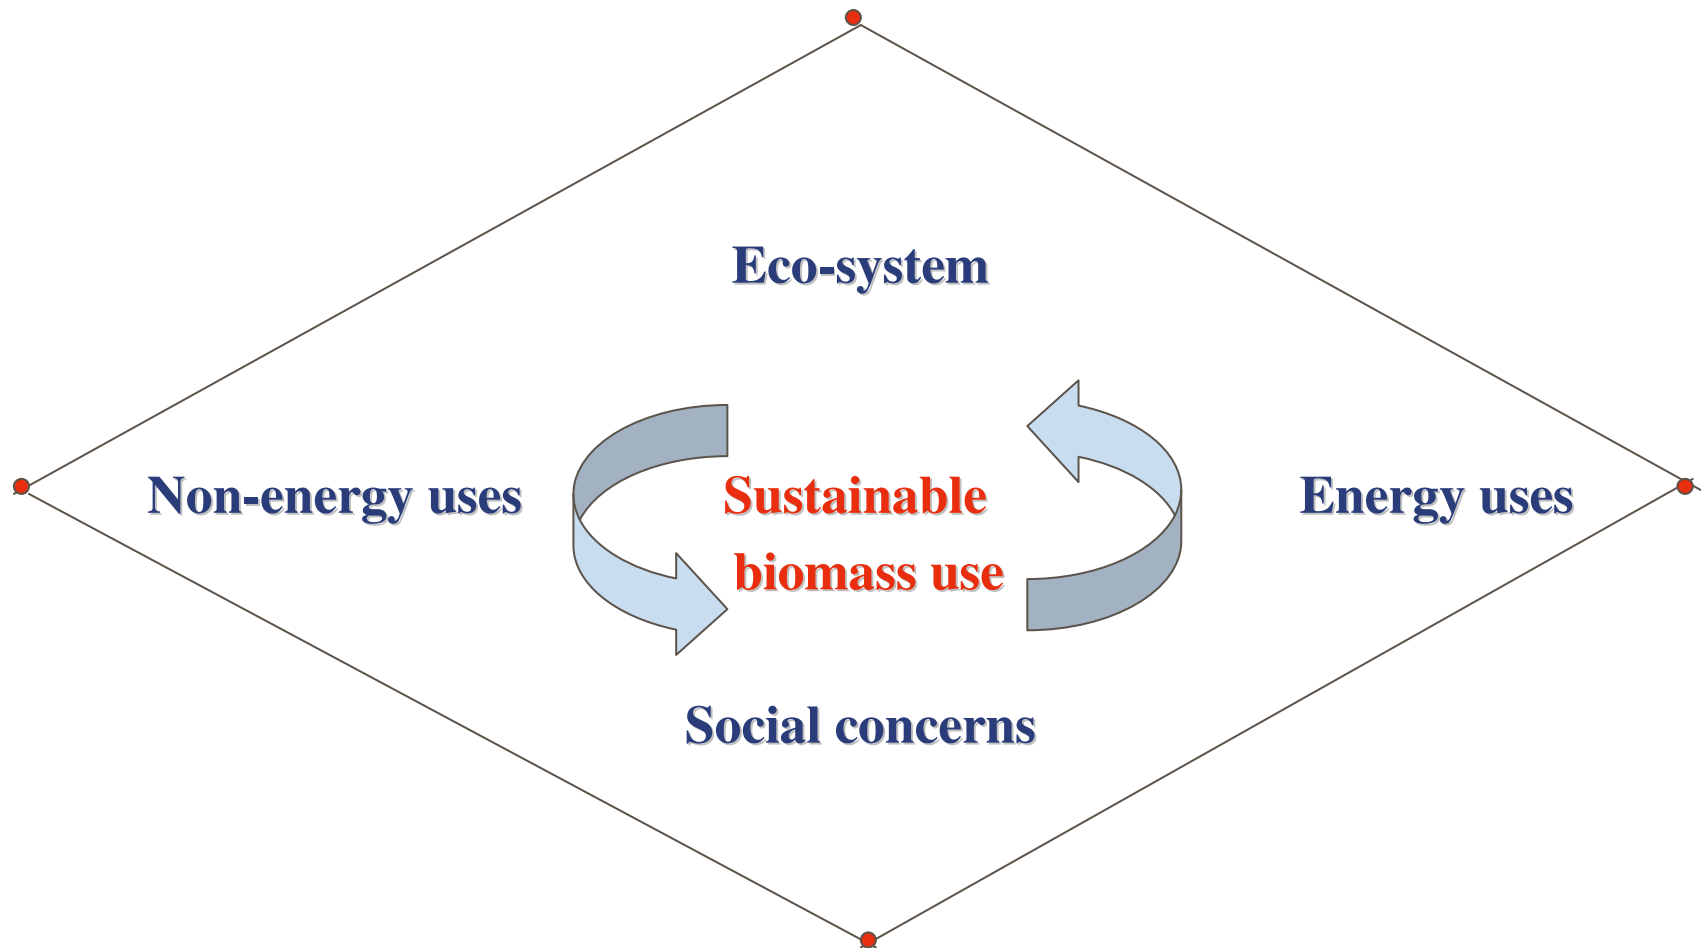 Eco-system
Non-energy uses
Sustainable
biomass use
Energy uses
Social concerns